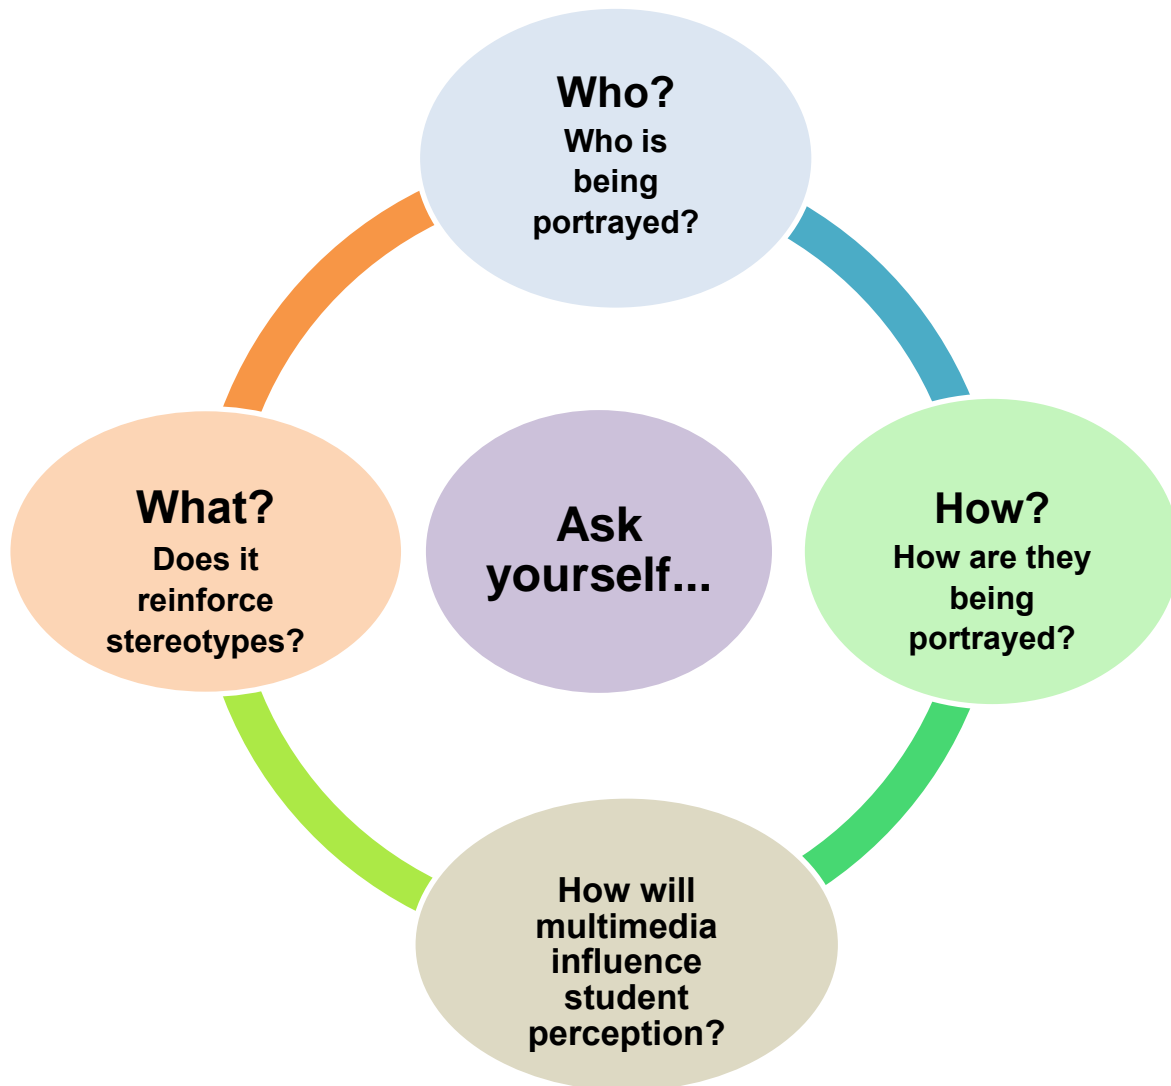 Who?
Who is
being
portrayed?
What?
Does it
reinforce
stereotypes?
Ask
yourself...
How?
How are they
being
portrayed?
How will
multimedia
influence
student
perception?